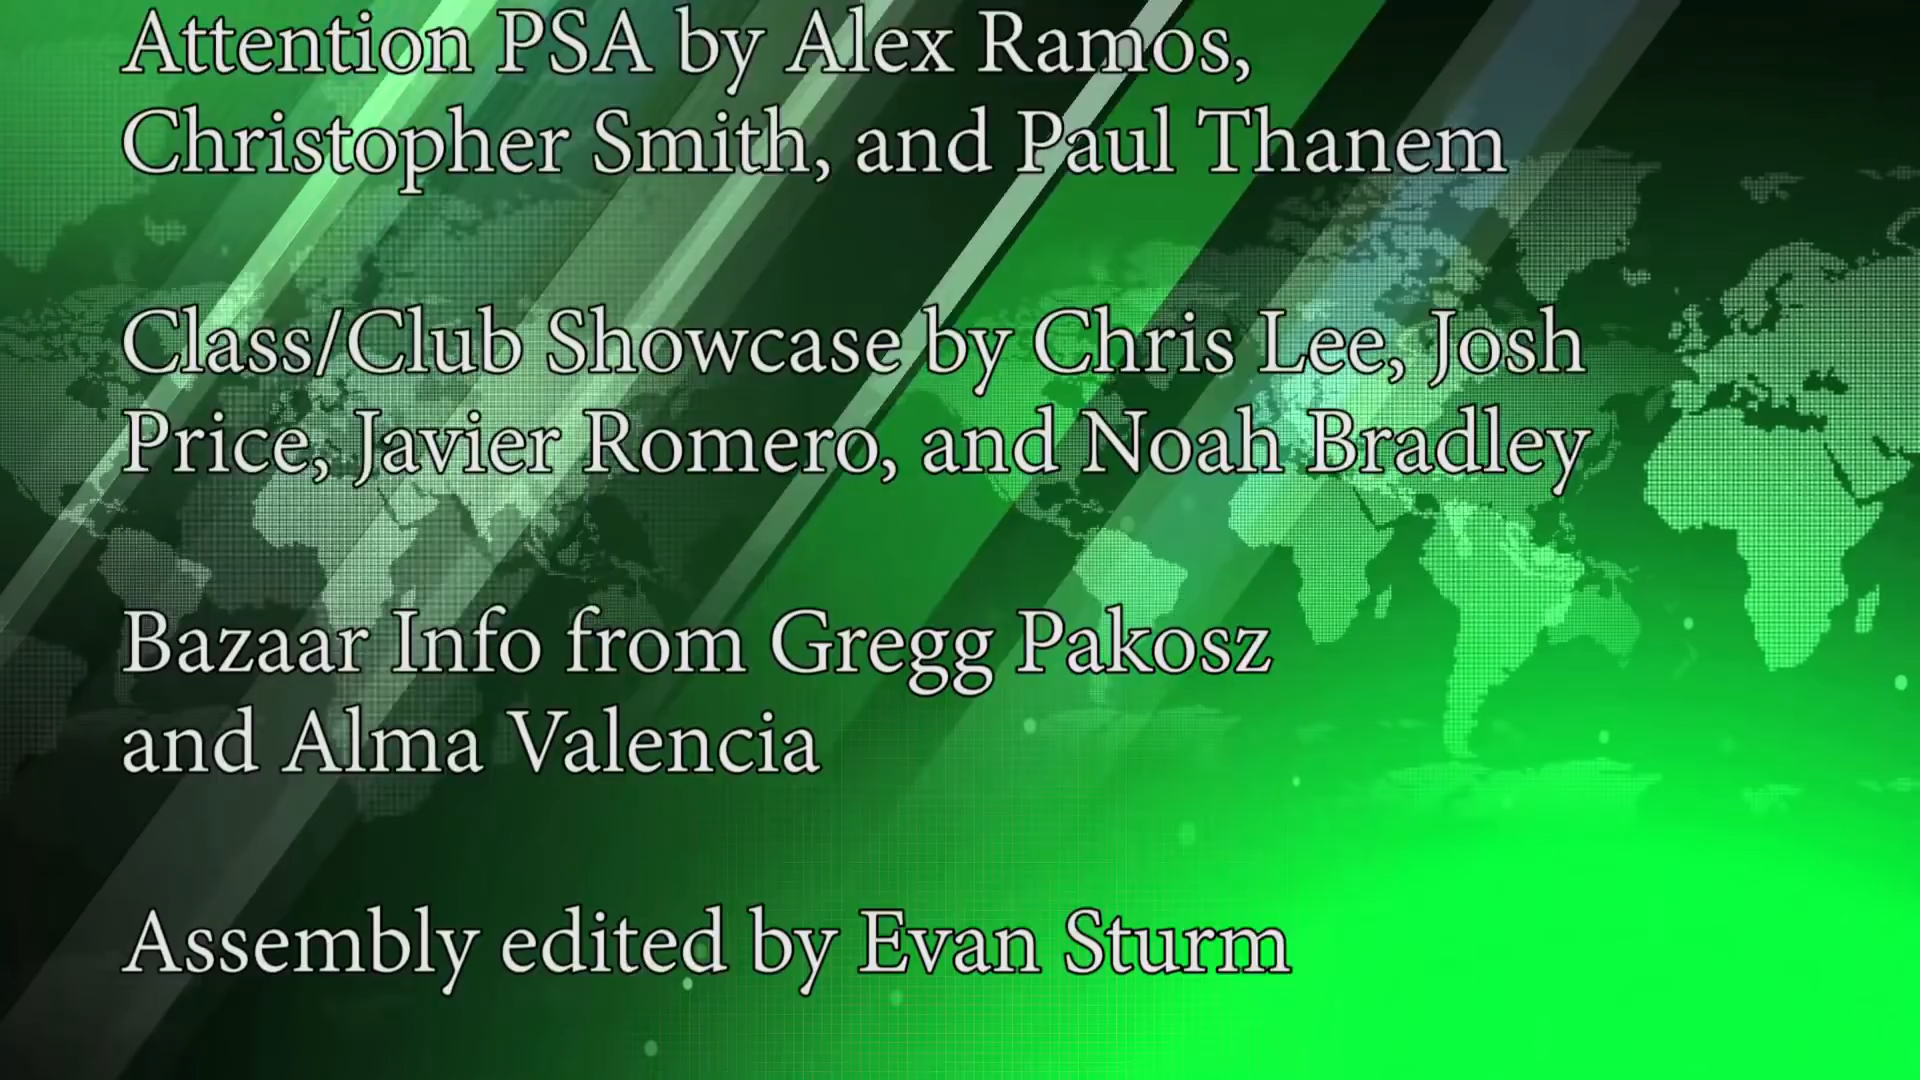 Attention PSA by Alex Ramos,
Christopher Smith, and Paul Thanem
Class/Club Showcase by Chris Lee, Josh
Price, Javier Romero, and Noah Bradley
Bazaar Info from Gregg Pakosz
and Alma Valencia
Assembly edited by Evan Sturm